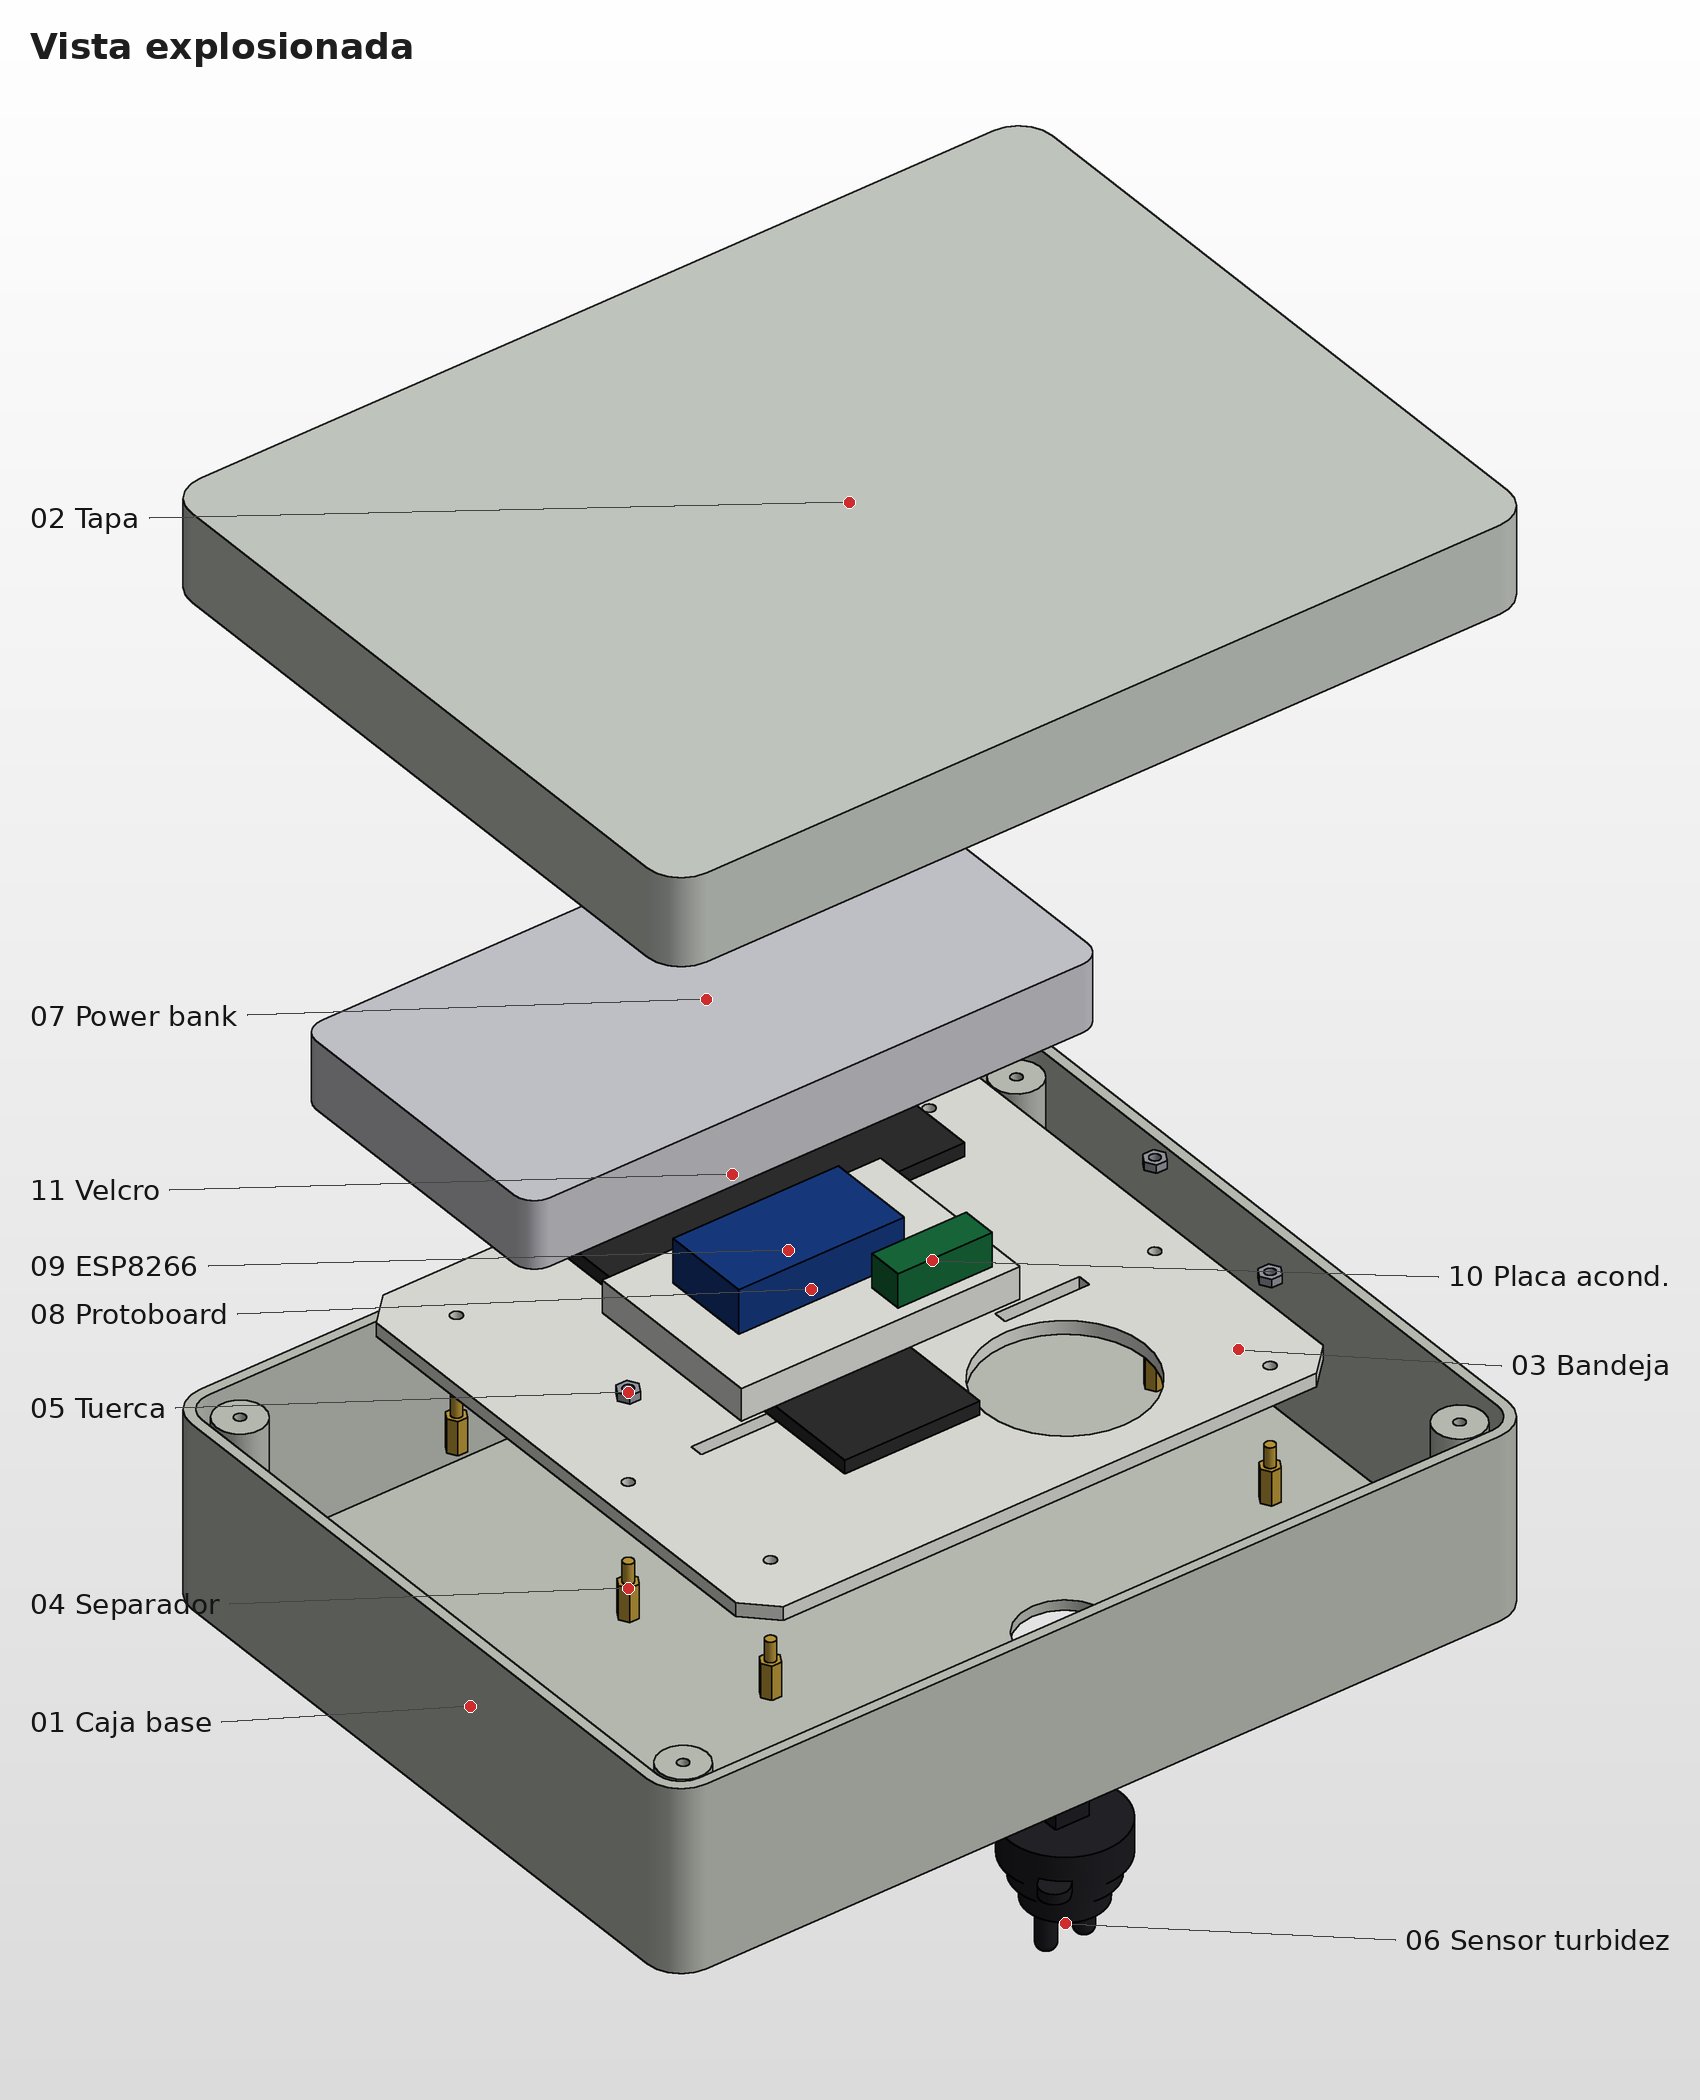 Vista explosionada
02 Tapa
07 Power bank
11 Velcro
09 ESP8266
10 Placa acond.
08 Protoboard
03 Bandeja
05 Tuerca
04 Separador
01 Caja base
06 Sensor turbidez